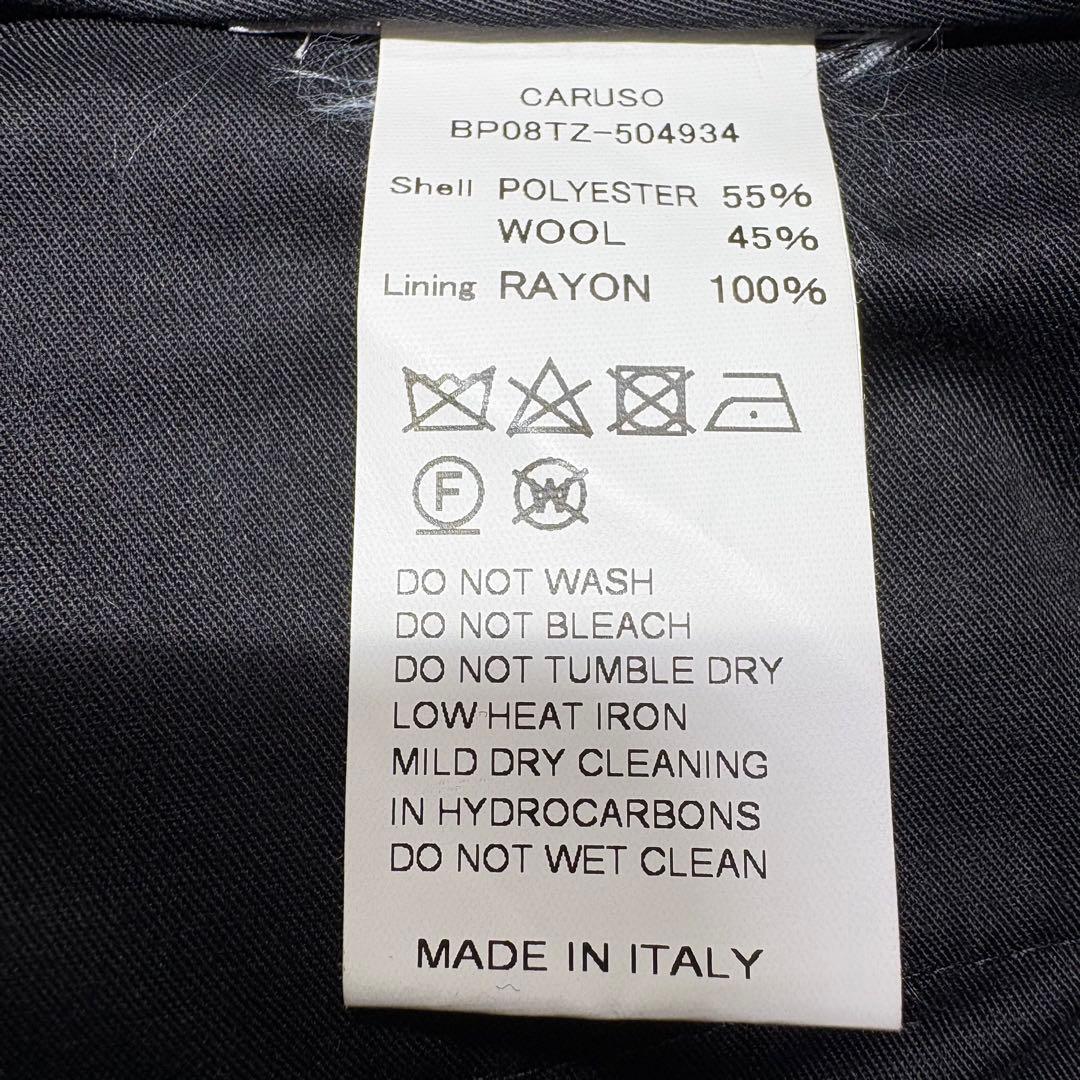 CARUSO
BP08TZ-504934
Shell POLYESTER 55%
WOOL 45%
Lining RAYON 100%
F W
DO NOT WASH
DO NOT BLEACH
DO NOT TUMBLE DRY
LOW HEAT IRON
MILD DRY CLEANING
IN HYDROCARBONS
DO NOT WET CLEAN
MADE IN ITALY